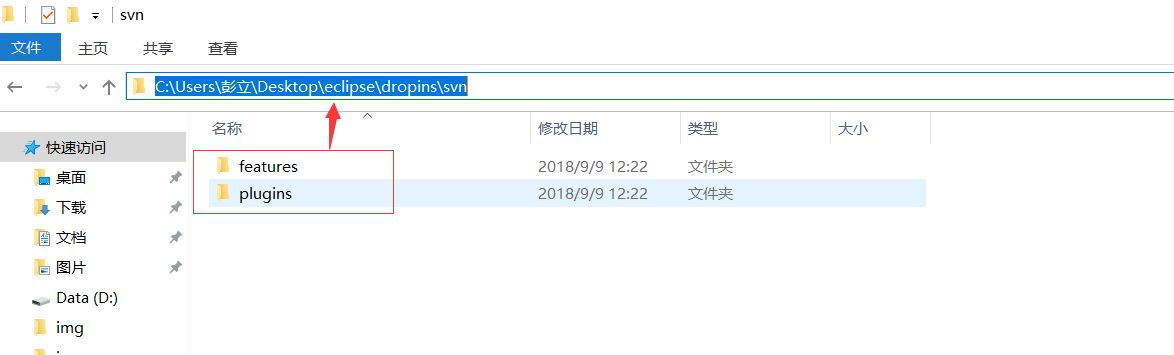 svn
文件 主页 共享 查看
C:\Users\彭立\Desktop\eclipse\dropins\svn
名称 修改日期 类型 大小
快速访问
features 2018/9/9 12:22 文件夹
桌面
plugins 2018/9/9 12:22 文件夹
下载
文档
图片
Data (D:)
img